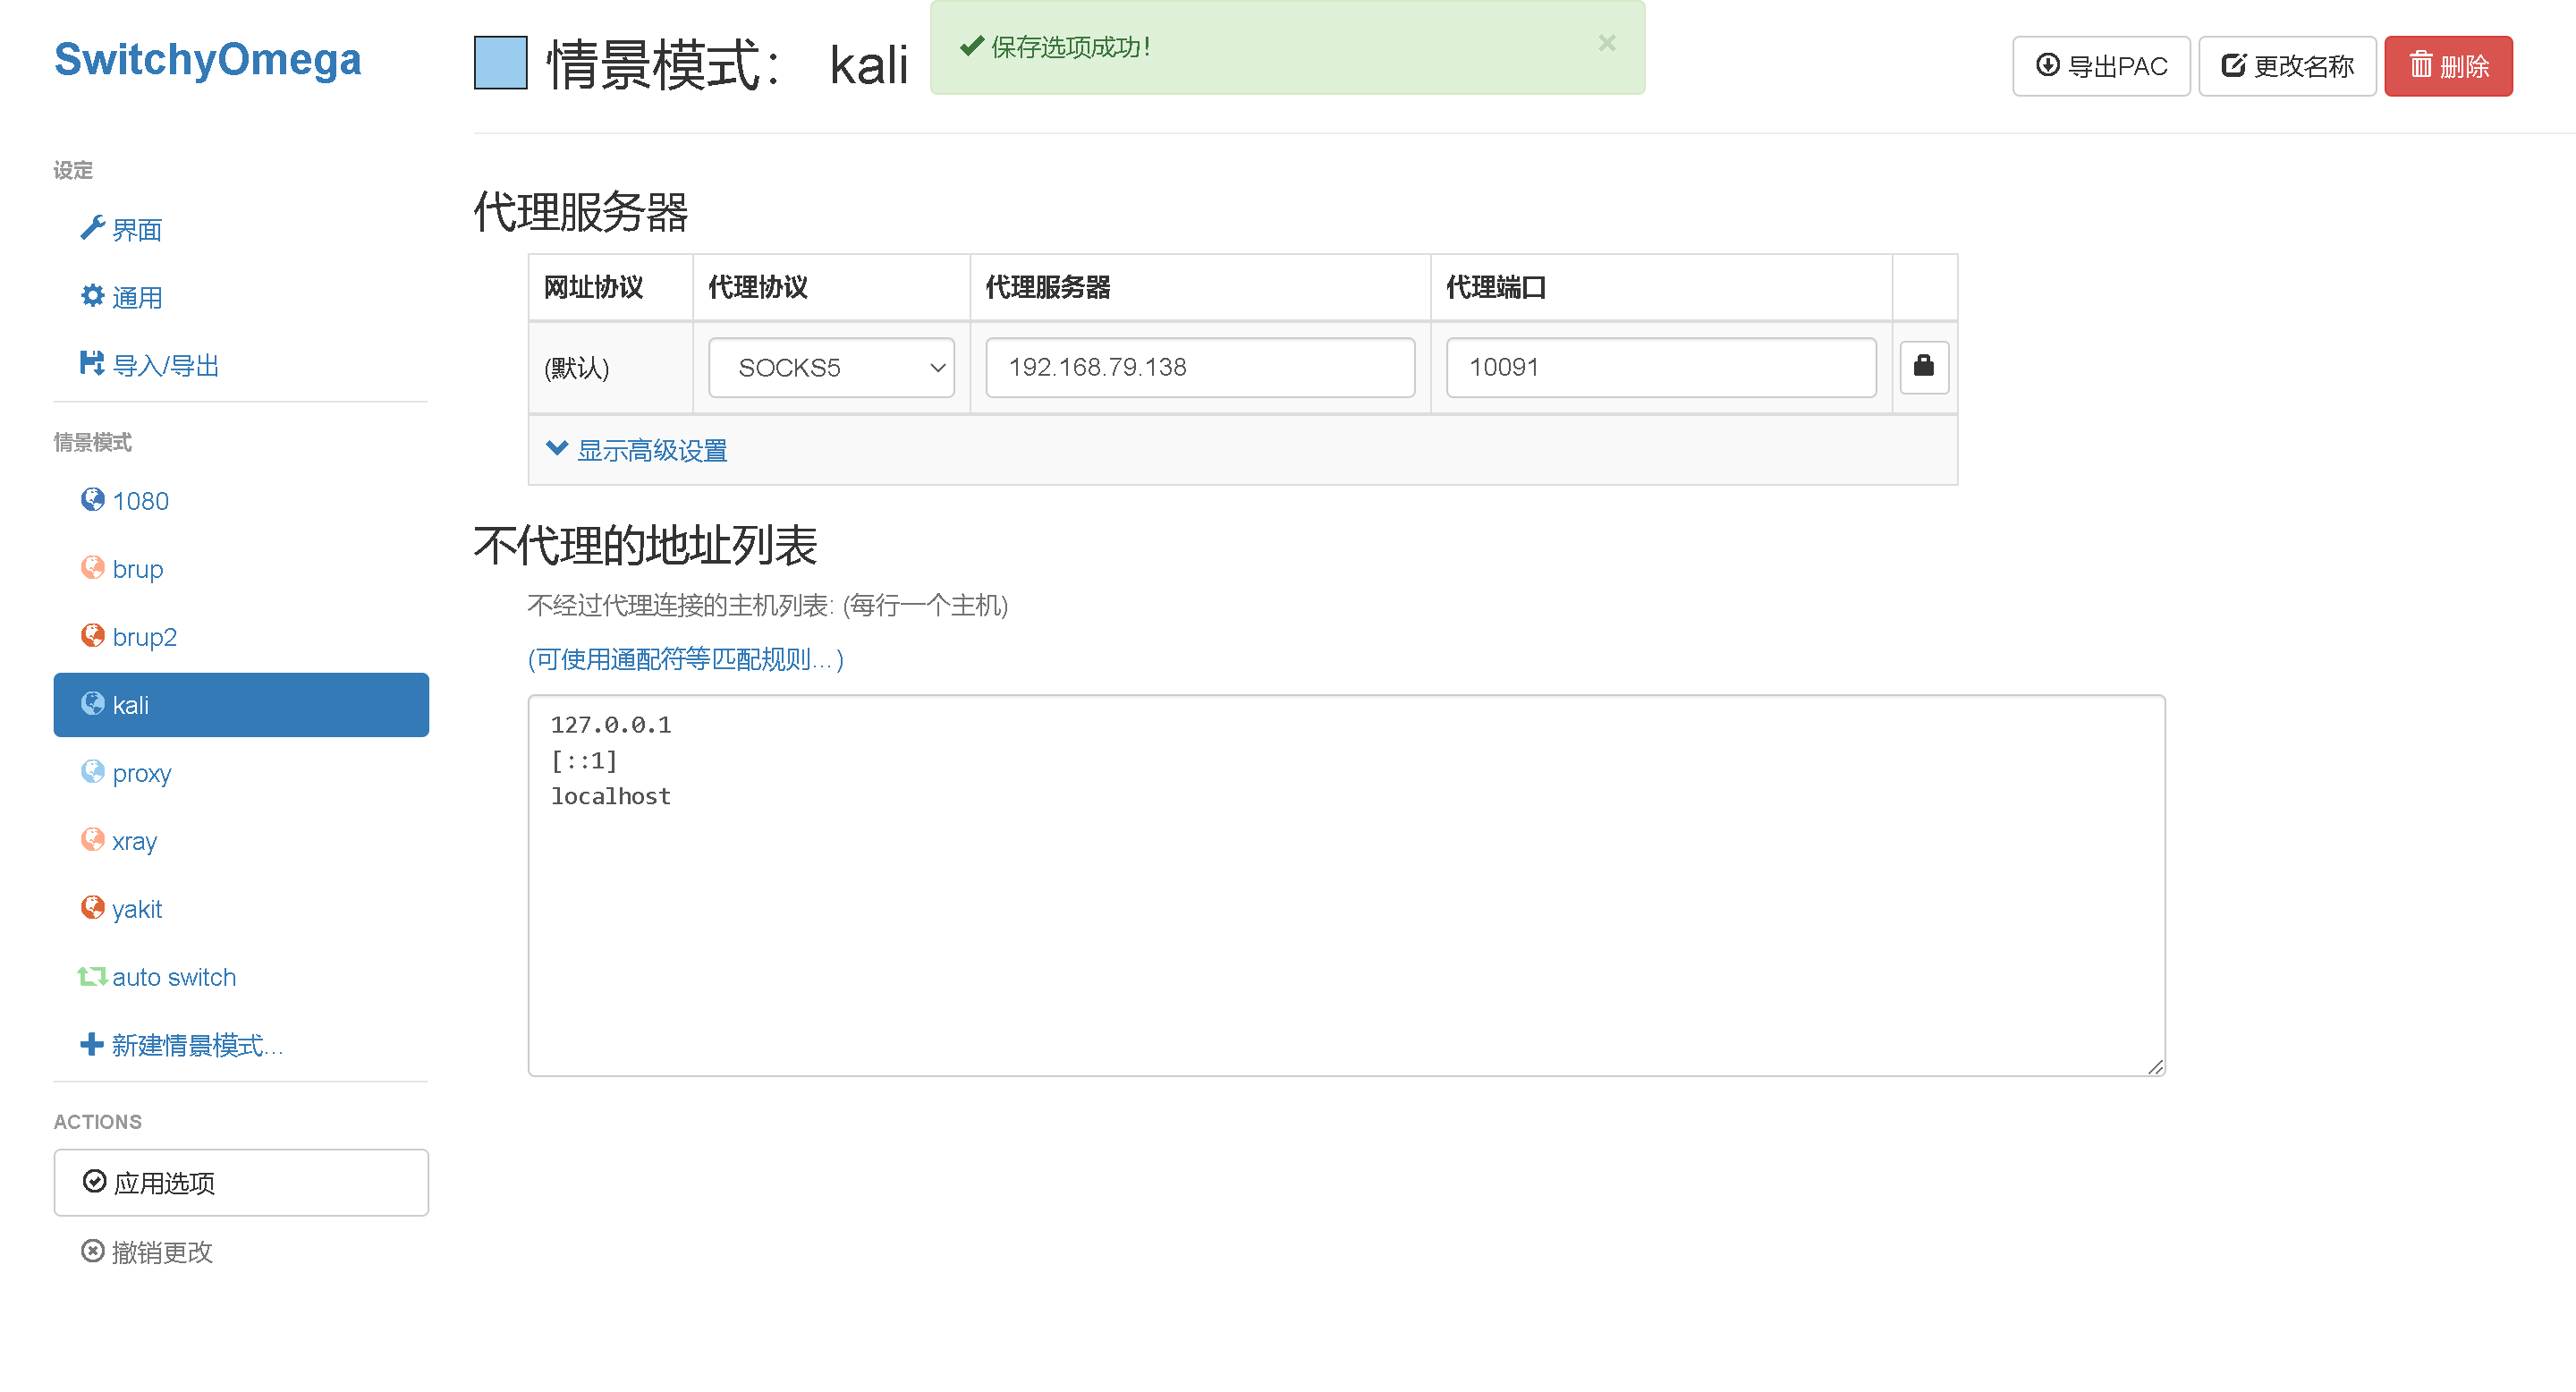 SwitchyOmega
设定
界面
通用
导入/导出
情景模式
1080
brup
brup2
kali
proxy
xray
yakit
auto switch
新建情景模式...
ACTIONS
应用选项
撤销更改
情景模式： kali
保存选项成功！ ×
导出PAC 更改名称 删除
代理服务器
网址协议 代理协议 代理服务器 代理端口
(默认) SOCKS5 192.168.79.138 10091
显示高级设置
不代理的地址列表
不经过代理连接的主机列表: (每行一个主机)
(可使用通配符等匹配规则...)
127.0.0.1
[::1]
localhost